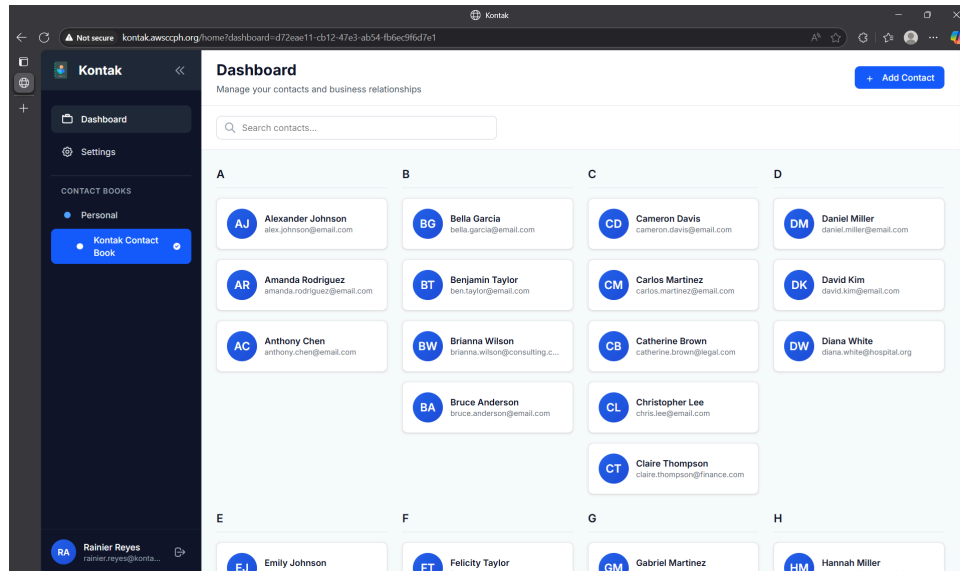 Kontak
Not secure kontak.awsccph.org/home?dashboard=d72eae11-cb12-47e3-ab54-fb6ec9f6d7e1
Kontak
Dashboard
Settings
CONTACT BOOKS
Personal
Kontak Contact
Book
RA
Rainier Reyes
rainier.reyes@konta...
Dashboard
Manage your contacts and business relationships
+ Add Contact
Search contacts...
A
AJ
Alexander Johnson
alex.johnson@email.com
AR
Amanda Rodriguez
amanda.rodriguez@email.com
AC
Anthony Chen
anthony.chen@email.com
B
BG
Bella Garcia
bella.garcia@email.com
BT
Benjamin Taylor
ben.taylor@email.com
BW
Brianna Wilson
brianna.wilson@consulting.c...
BA
Bruce Anderson
bruce.anderson@email.com
C
CD
Cameron Davis
cameron.davis@email.com
CM
Carlos Martinez
carlos.martinez@email.com
CB
Catherine Brown
catherine.brown@legal.com
CL
Christopher Lee
chris.lee@email.com
CT
Claire Thompson
claire.thompson@finance.com
D
DM
Daniel Miller
daniel.miller@email.com
DK
David Kim
david.kim@email.com
DW
Diana White
diana.white@hospital.org
E
EJ
Emily Johnson
F
FT
Felicity Taylor
G
GM
Gabriel Martinez
H
HM
Hannah Miller